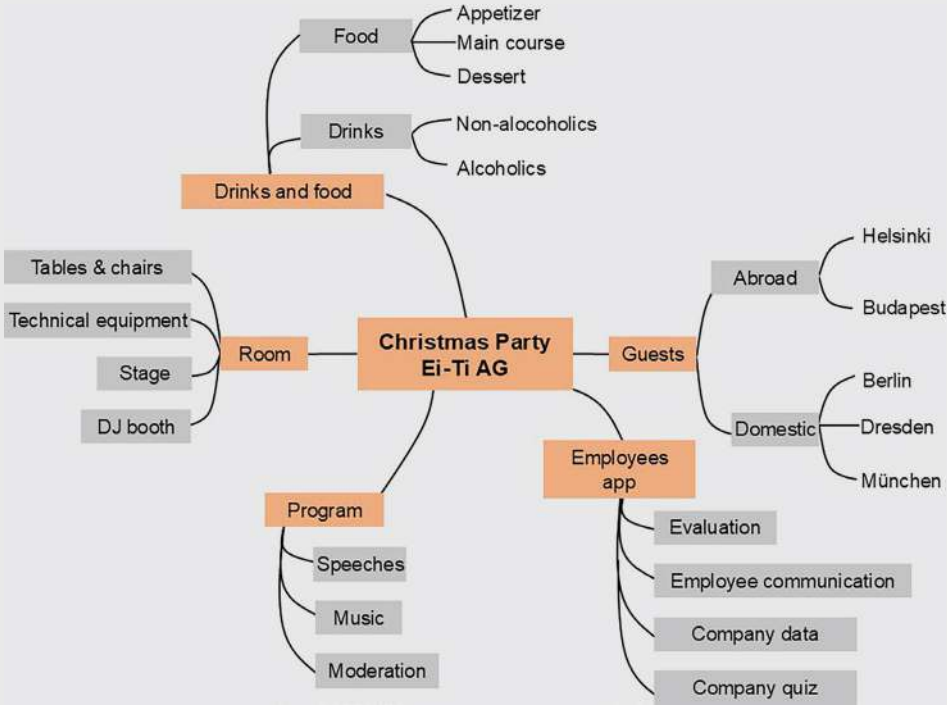 Appetizer
Food
Main course
Dessert
Drinks
Non-alocoholics
Alcoholics
Drinks and food
Helsinki
Abroad
Budapest
Tables & chairs
Technical equipment
Stage
DJ booth
Room
Christmas Party
Ei-Ti AG
Guests
Berlin
Domestic
Dresden
München
Employees
app
Evaluation
Employee communication
Company data
Company quiz
Program
Speeches
Music
Moderation